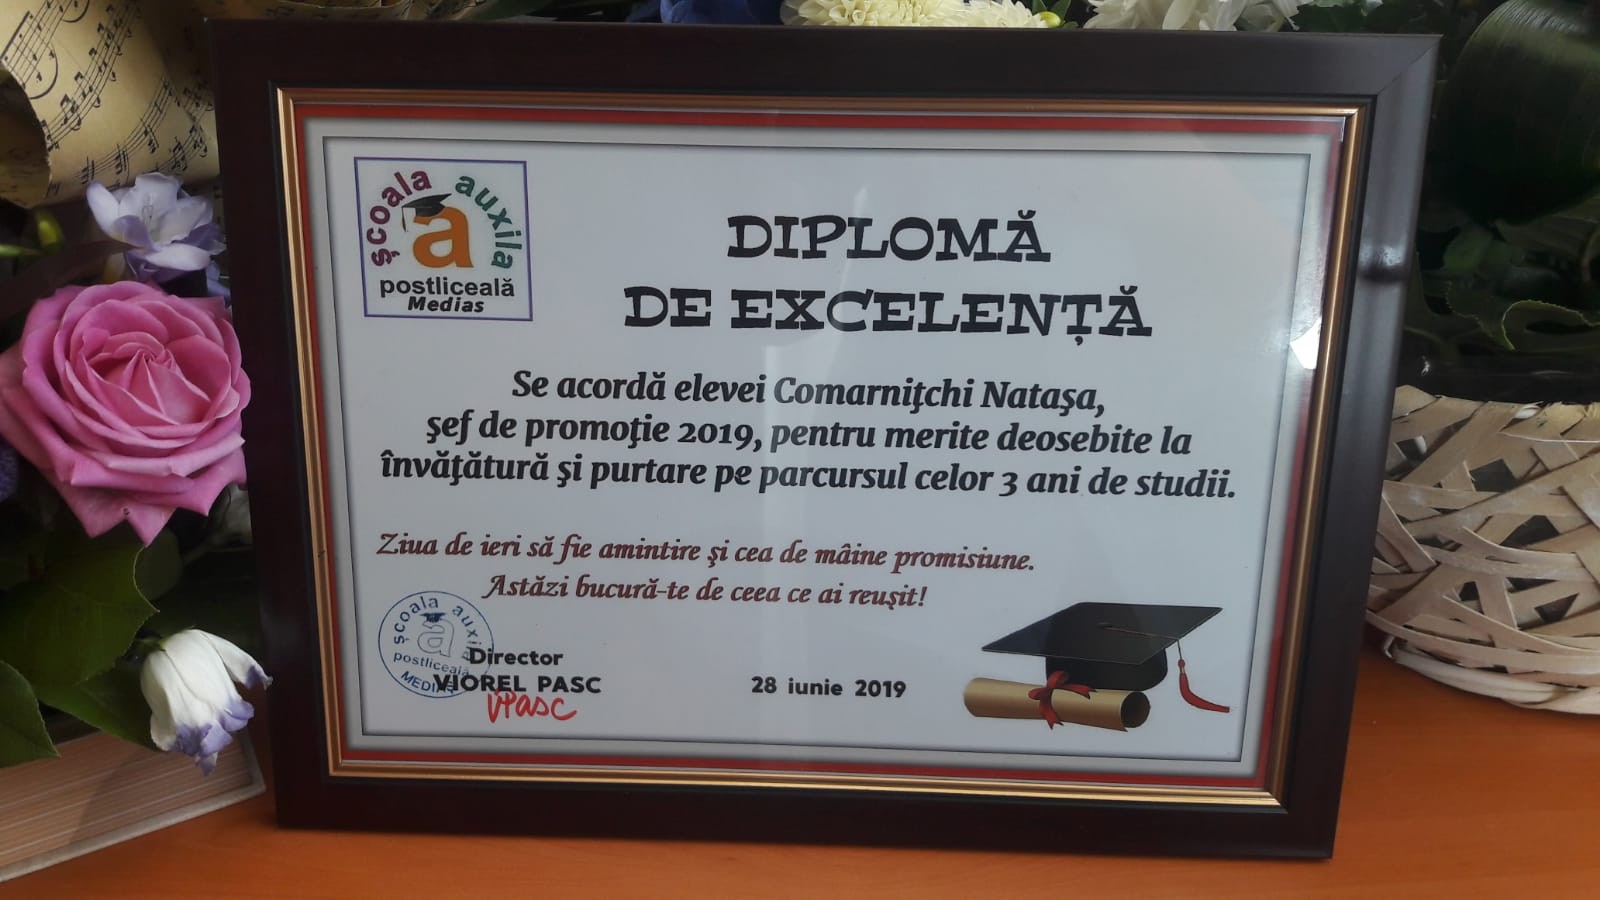 școala auxila
a
postliceală
Medias
DIPLOMĂ
DE EXCELENȚĂ
Se acordă elevei Comarniţchi Nataşa,
şef de promoţie 2019, pentru merite deosebite la
învăţătură şi purtare pe parcursul celor 3 ani de studii.
Ziua de ieri să fie amintire şi cea de mâine promisiune.
Astăzi bucură-te de ceea ce ai reuşit!
școala auxila
a
postliceală
MEDIAS
Director
VIOREL PASC
VPasc
28 iunie 2019